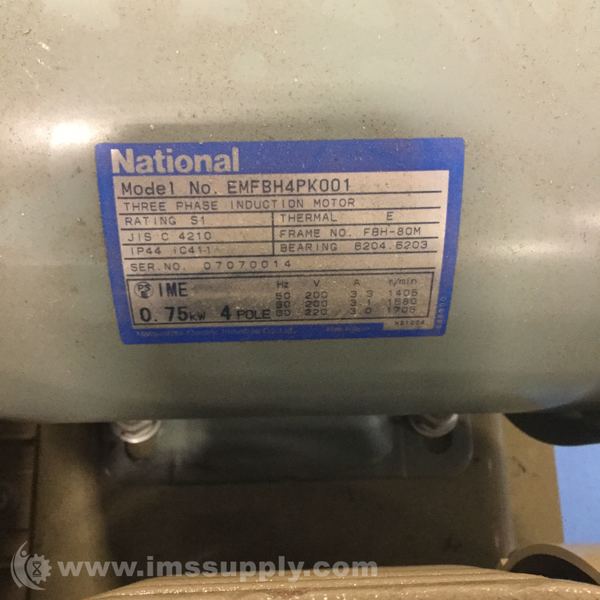 National
Model No. EMFBH4PK001
THREE PHASE INDUCTION MOTOR
RATING S1 THERMAL E
JIS C 4210 FRAME NO. FBH-80M
IP44 IC411 BEARING 6204.6203
SER.NO. 07070014
PS E IME Hz V A r/min
50 200 3.3 1405
60 200 3.1 1680
0.75kW 4 POLE 60 220 3.0 1705
www.imssupply.com